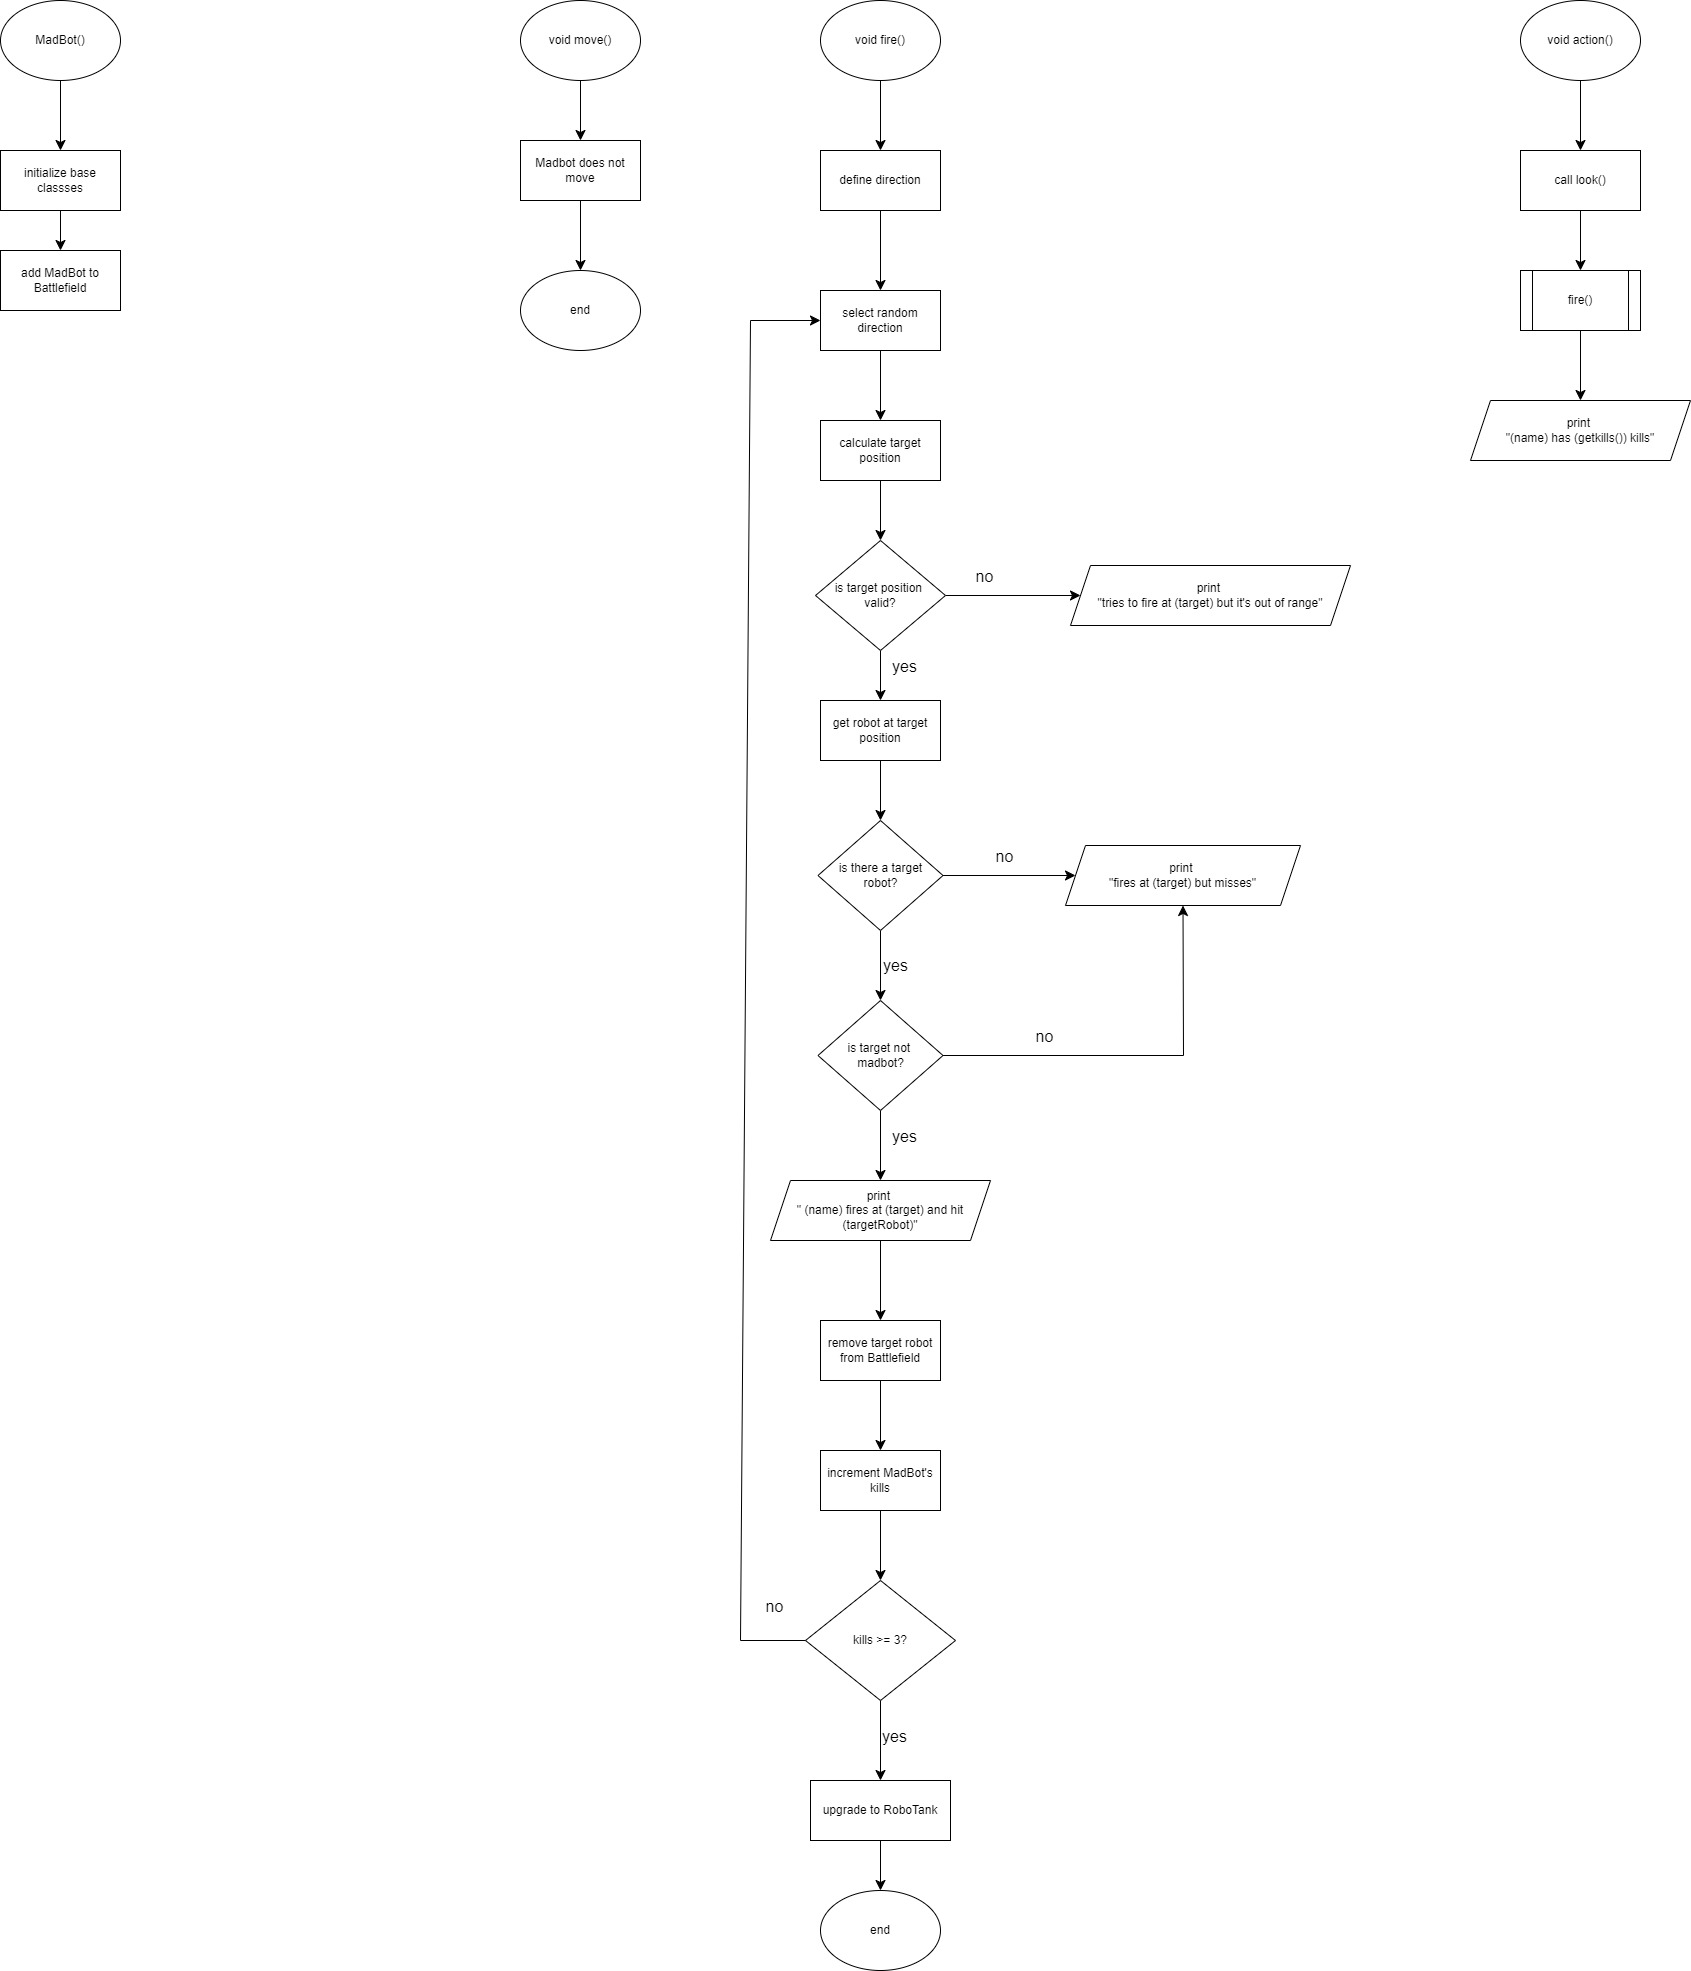 MadBot()
initialize base
classses
add MadBot to
Battlefield
void move()
Madbot does not
move
end
void fire()
define direction
select random
direction
calculate target
position
is target position
valid?
no
print
"tries to fire at (target) but it's out of range"
yes
get robot at target
position
is there a target
robot?
no
print
"fires at (target) but misses"
yes
is target not
madbot?
no
yes
print
" (name) fires at (target) and hit
(targetRobot)"
remove target robot
from Battlefield
increment MadBot's
kills
kills >= 3?
no
yes
upgrade to RoboTank
end
void action()
call look()
fire()
print
"(name) has (getkills()) kills"